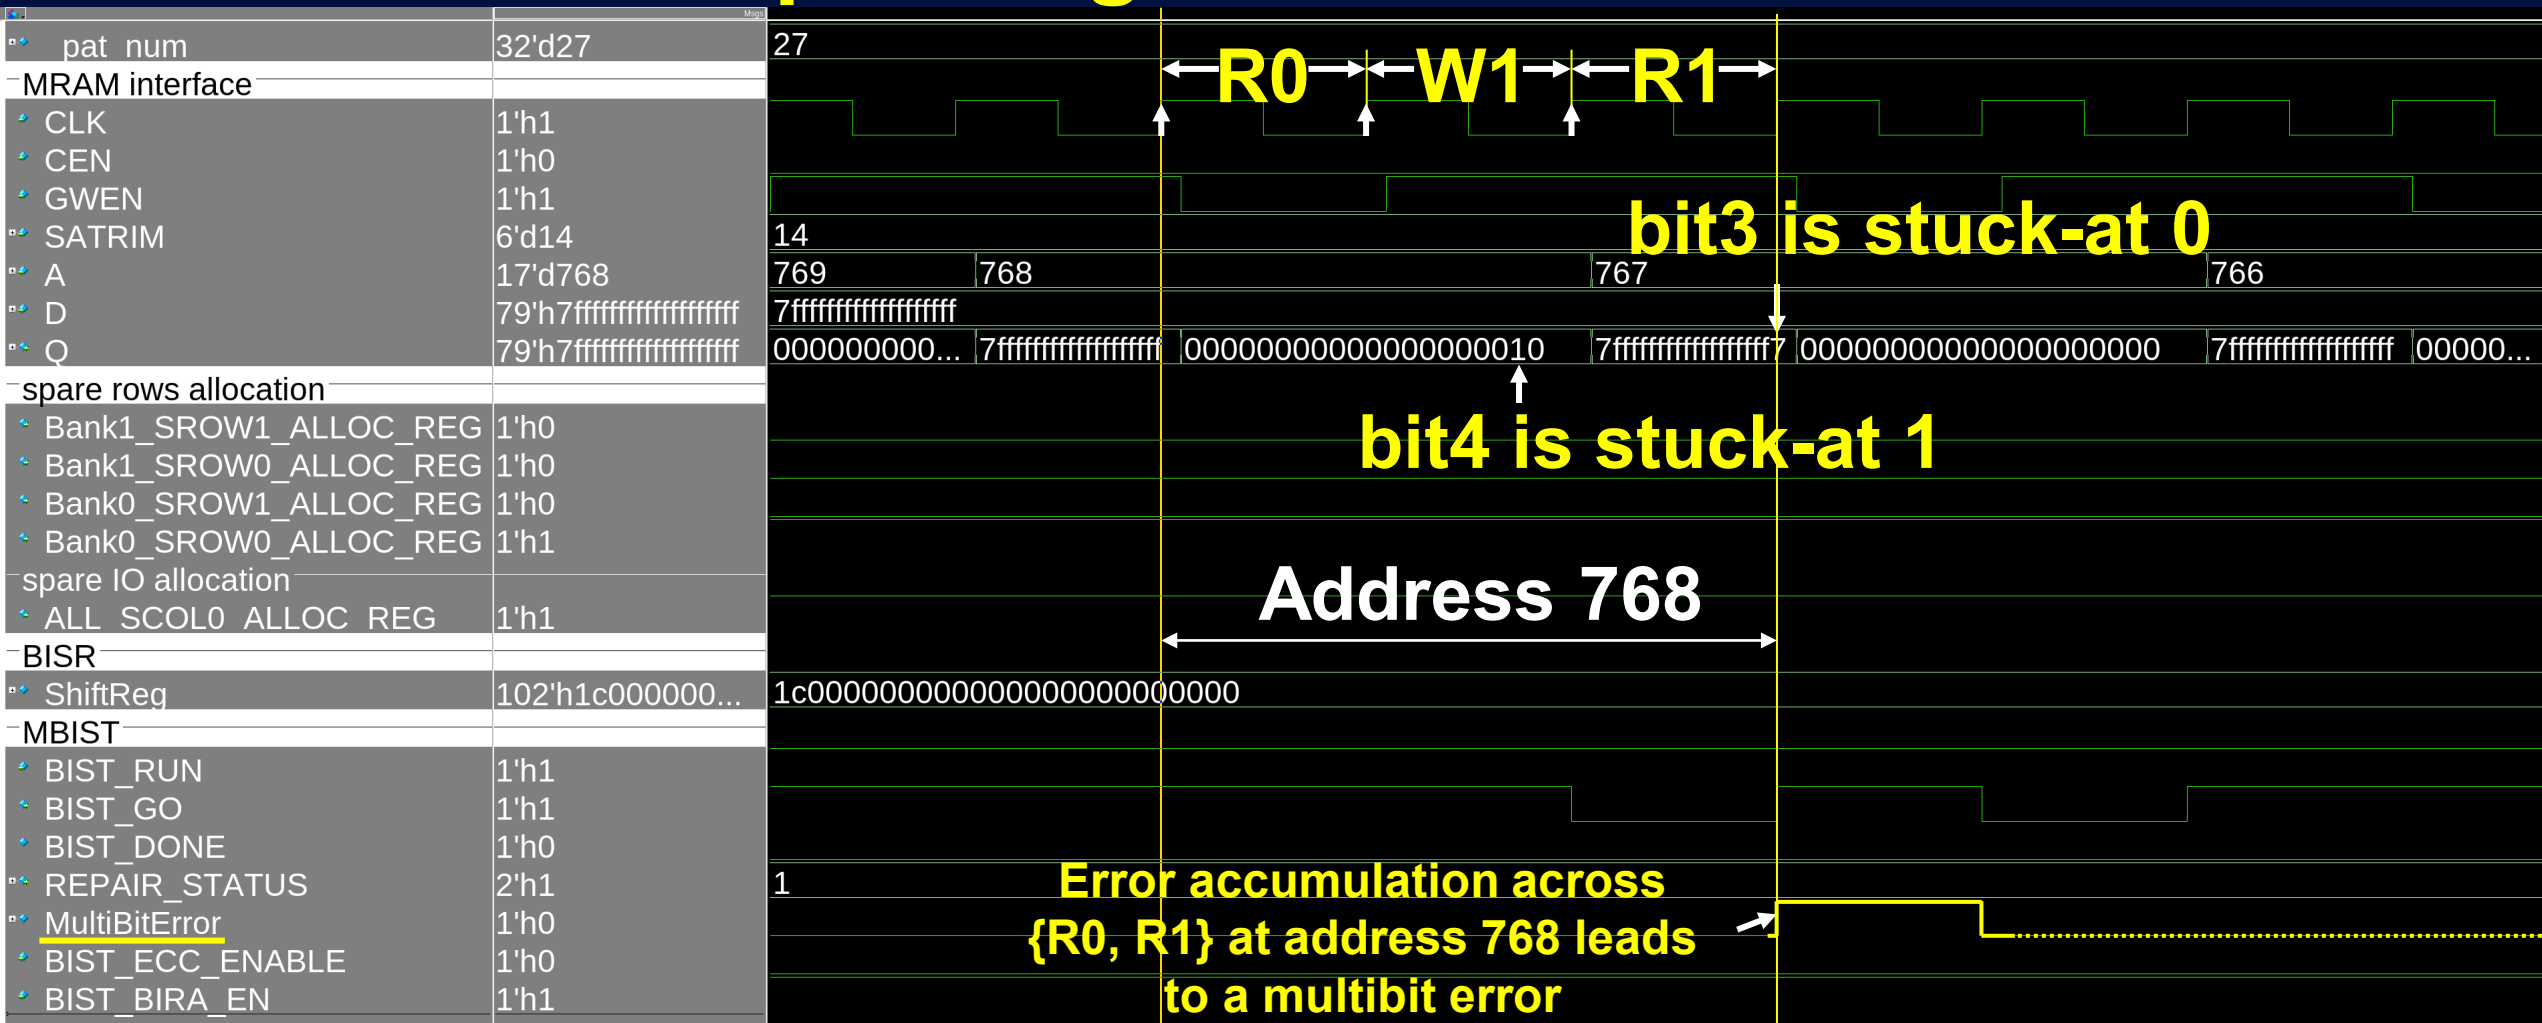 Msgs
pat_num 32'd27 27
R0 W1 R1
MRAM interface
CLK 1'h1
CEN 1'h0
GWEN 1'h1
bit3 is stuck-at 0
SATRIM 6'd14 14
A 17'd768 769 768 767 766
D 79'h7fffffffffffffffffff 7fffffffffffffffffff
Q 79'h7fffffffffffffffffff 000000000... 7fffffffffffffffffff 00000000000000000010 7ffffffffffffffffff7 00000000000000000000 7fffffffffffffffffff 00000...
spare rows allocation
Bank1_SROW1_ALLOC_REG 1'h0
bit4 is stuck-at 1
Bank1_SROW0_ALLOC_REG 1'h0
Bank0_SROW1_ALLOC_REG 1'h0
Bank0_SROW0_ALLOC_REG 1'h1
spare IO allocation
Address 768
ALL_SCOL0_ALLOC_REG 1'h1
BISR
ShiftReg 102'h1c000000... 1c000000000000000000000000
MBIST
BIST_RUN 1'h1
BIST_GO 1'h1
BIST_DONE 1'h0
REPAIR_STATUS 2'h1 1
Error accumulation across
MultiBitError 1'h0
{R0, R1} at address 768 leads
BIST_ECC_ENABLE 1'h0
BIST_BIRA_EN 1'h1
to a multibit error